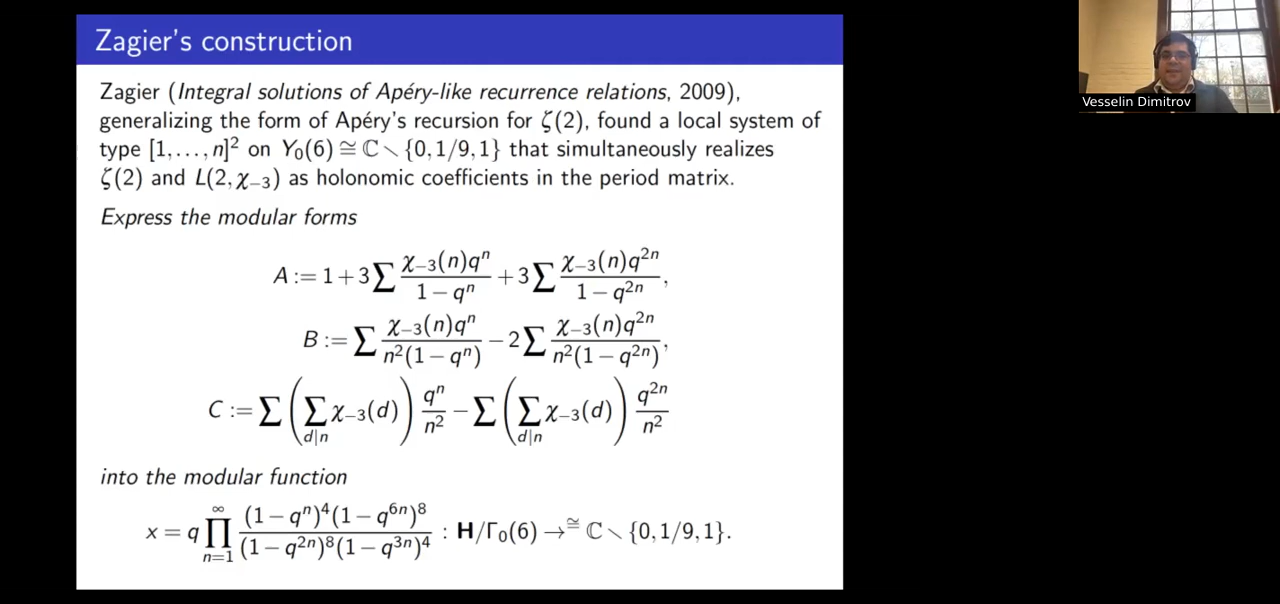 Zagier's construction
Zagier (Integral solutions of Apéry-like recurrence relations, 2009),
generalizing the form of Apéry's recursion for ζ(2), found a local system of
type [1,…,n]² on Y₀(6) ≅ ℂ∖{0,1/9,1} that simultaneously realizes
ζ(2) and L(2,χ₋₃) as holonomic coefficients in the period matrix.
Express the modular forms
A := 1+3∑ χ₋₃(n)qⁿ/(1−qⁿ) +3∑ χ₋₃(n)q²ⁿ/(1−q²ⁿ),
B := ∑ χ₋₃(n)qⁿ/(n²(1−qⁿ)) −2∑ χ₋₃(n)q²ⁿ/(n²(1−q²ⁿ)),
C := ∑ (∑_{d|n} χ₋₃(d)) qⁿ/n² −∑ (∑_{d|n} χ₋₃(d)) q²ⁿ/n²
into the modular function
x = q ∏_{n=1}^{∞} (1−qⁿ)⁴(1−q⁶ⁿ)⁸/((1−q²ⁿ)⁸(1−q³ⁿ)⁴) : H/Γ₀(6) →^≅ ℂ∖{0,1/9,1}.
Vesselin Dimitrov